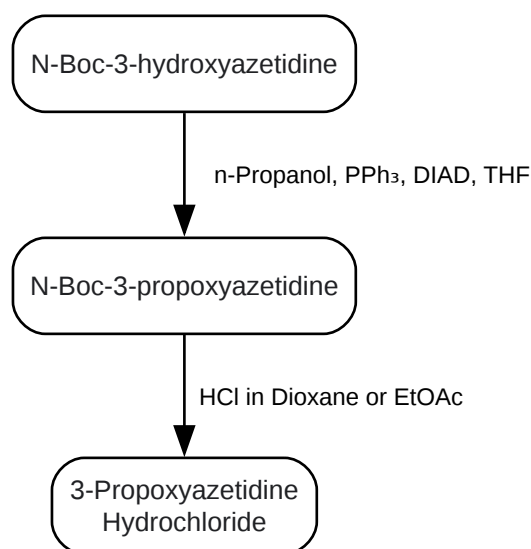 N-Boc-3-hydroxyazetidine
n-Propanol, PPh₃, DIAD, THF
N-Boc-3-propoxyazetidine
HCl in Dioxane or EtOAc
3-Propoxyazetidine
Hydrochloride